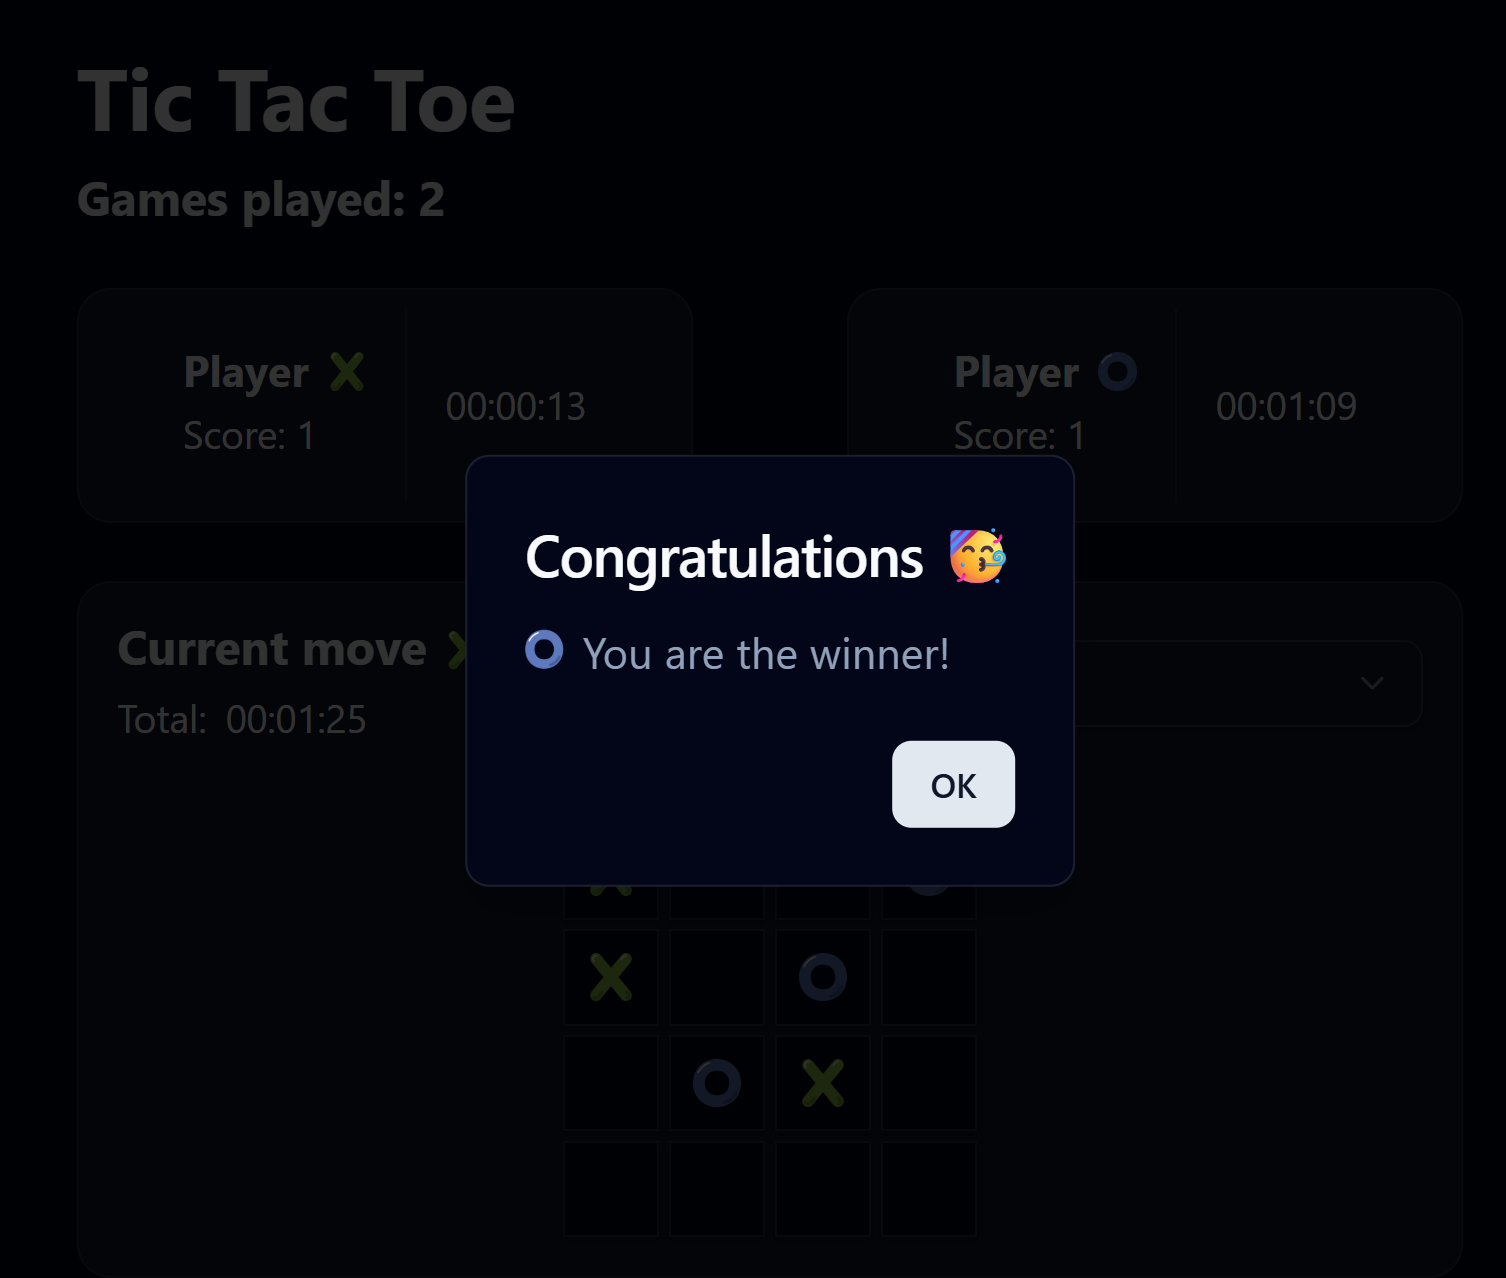 Tic Tac Toe
Games played: 2
Player
Score: 1
00:00:13
Player
Score: 1
00:01:09
Current move
Total: 00:01:25
Congratulations 🥳
You are the winner!
OK